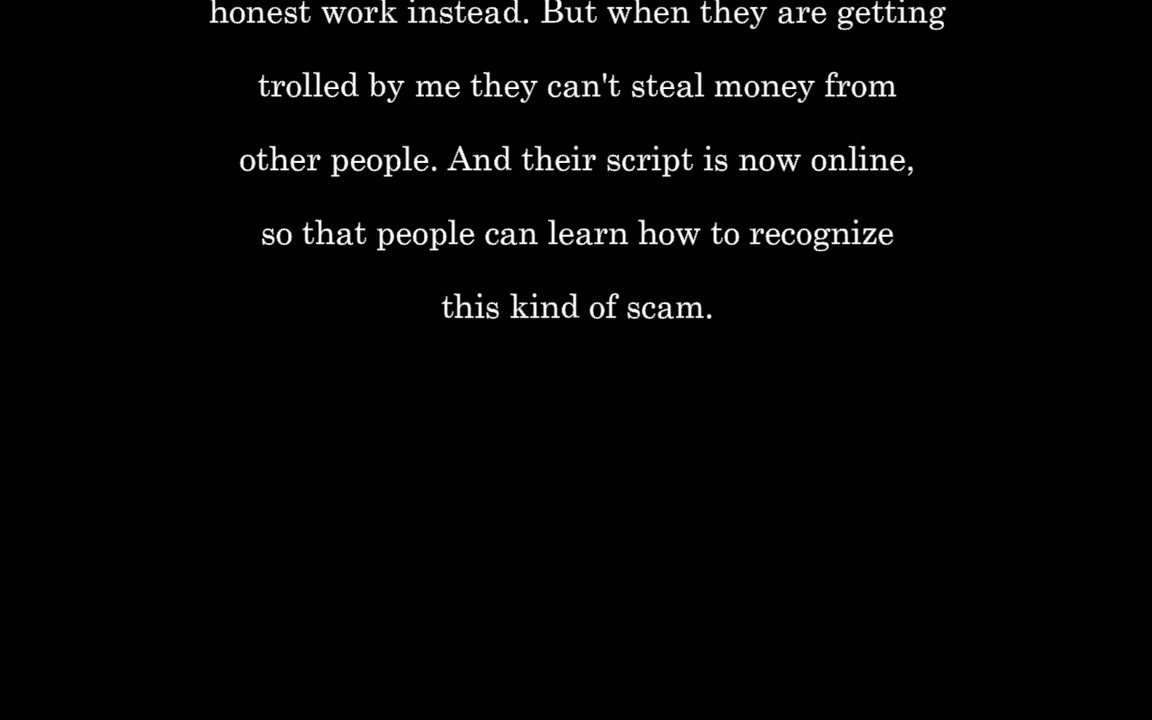 honest work instead. But when they are getting
trolled by me they can't steal money from
other people. And their script is now online,
so that people can learn how to recognize
this kind of scam.